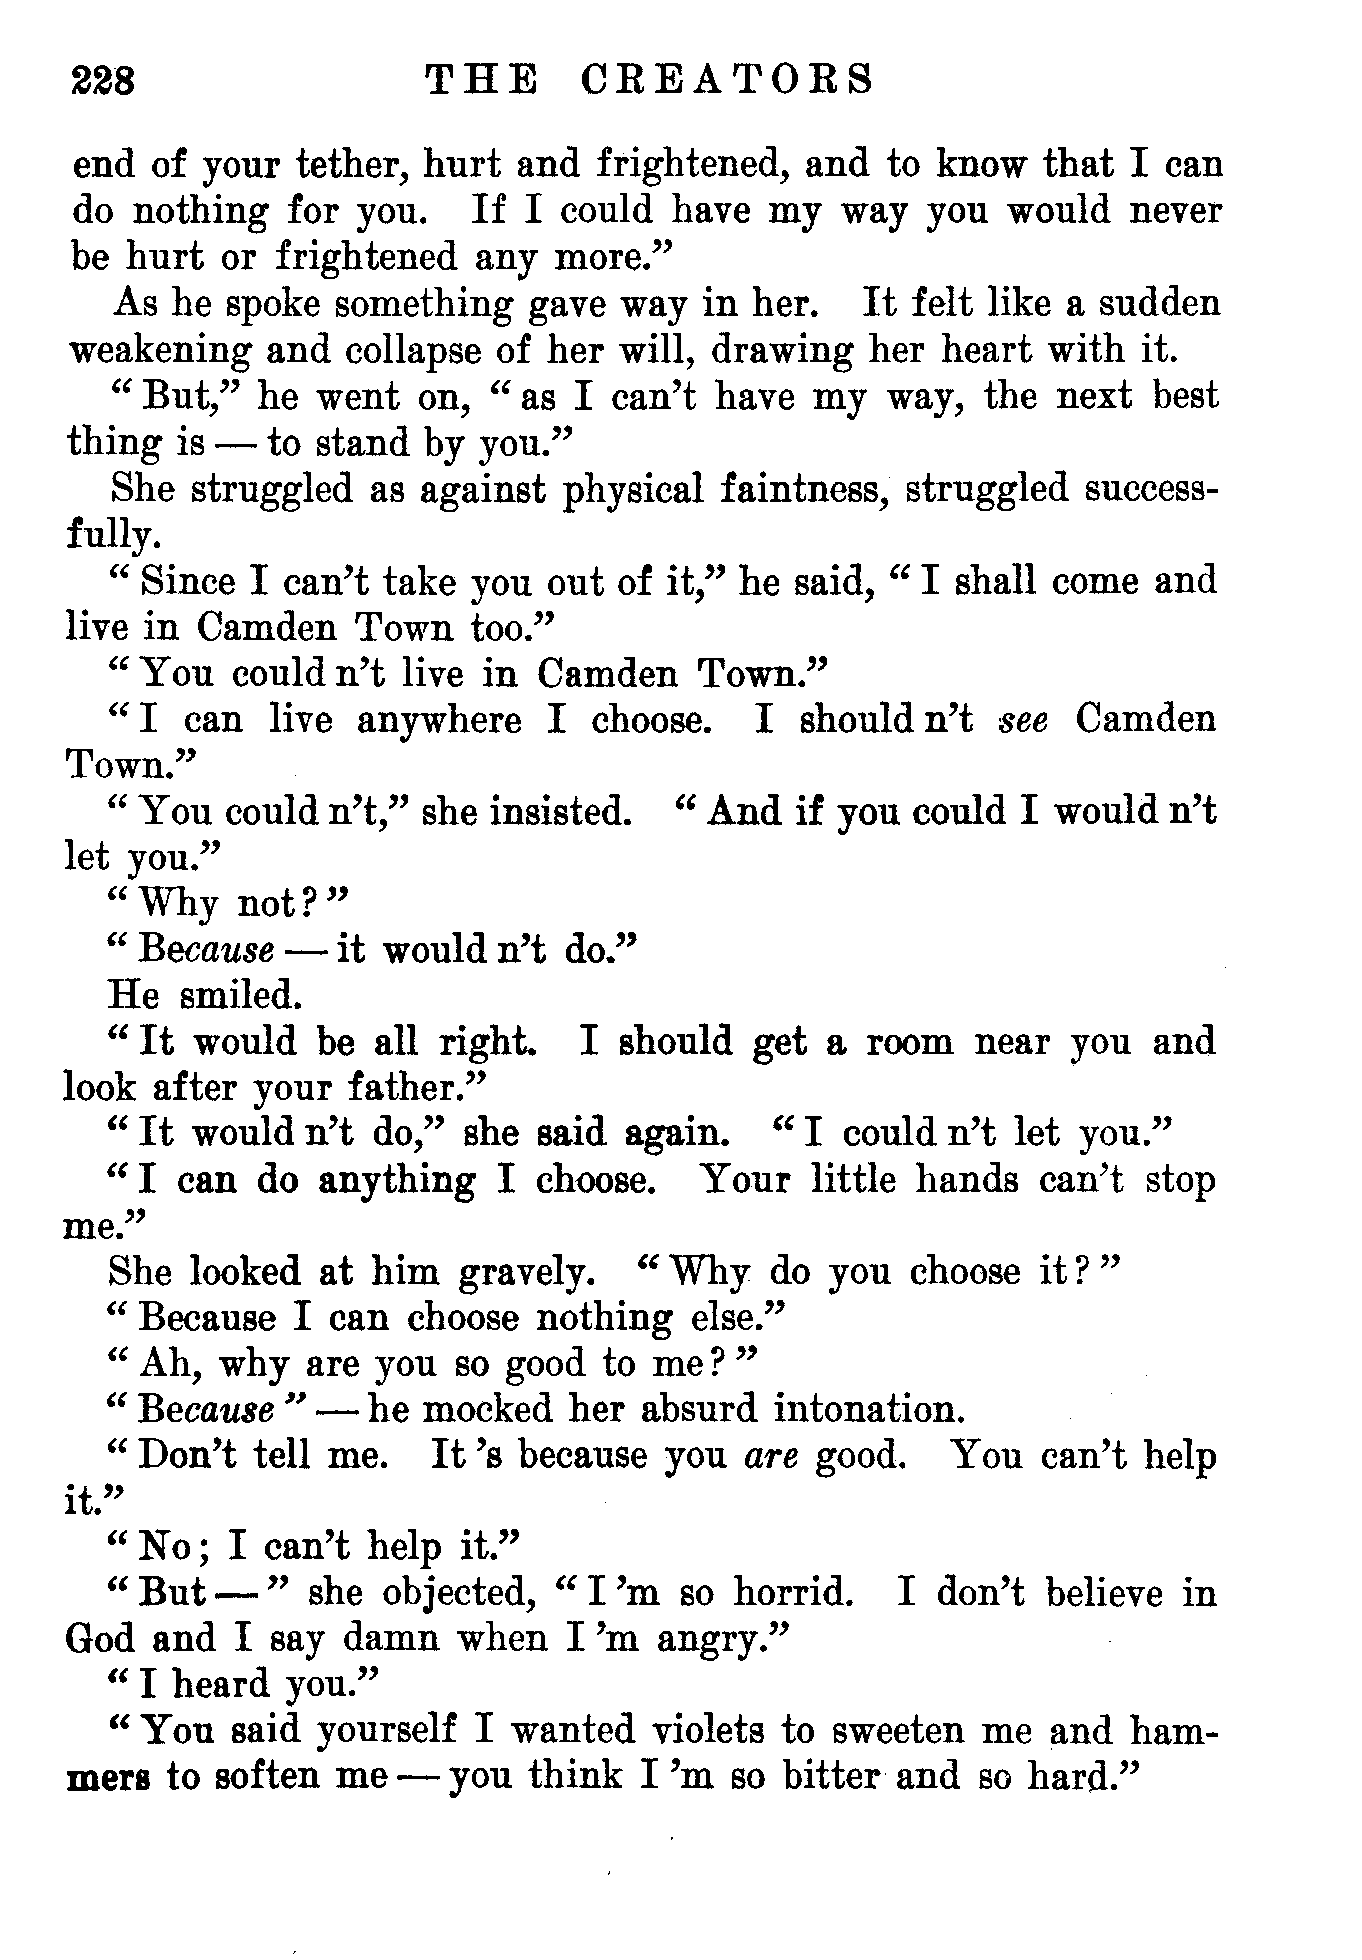 228 THE CREATORS
end of your tether, hurt and frightened, and to know that I can
do nothing for you. If I could have my way you would never
be hurt or frightened any more.”
As he spoke something gave way in her. It felt like a sudden
weakening and collapse of her will, drawing her heart with it.
“ But,” he went on, “ as I can’t have my way, the next best
thing is — to stand by you.”
She struggled as against physical faintness, struggled success-
fully.
“ Since I can’t take you out of it,” he said, “ I shall come and
live in Camden Town too.”
“ You could n’t live in Camden Town.”
“ I can live anywhere I choose. I should n’t see Camden
Town.”
“ You could n’t,” she insisted. “ And if you could I would n’t
let you.”
“ Why not? ”
“ Because — it would n’t do.”
He smiled.
“ It would be all right. I should get a room near you and
look after your father.”
“ It would n’t do,” she said again. “ I could n’t let you.”
“ I can do anything I choose. Your little hands can’t stop
me.”
She looked at him gravely. “ Why do you choose it? ”
“ Because I can choose nothing else.”
“ Ah, why are you so good to me? ”
“ Because ” — he mocked her absurd intonation.
“ Don’t tell me. It ’s because you are good. You can’t help
it.”
“ No; I can’t help it.”
“ But — ” she objected, “ I ’m so horrid. I don’t believe in
God and I say damn when I ’m angry.”
“ I heard you.”
“ You said yourself I wanted violets to sweeten me and ham-
mers to soften me — you think I ’m so bitter and so hard.”